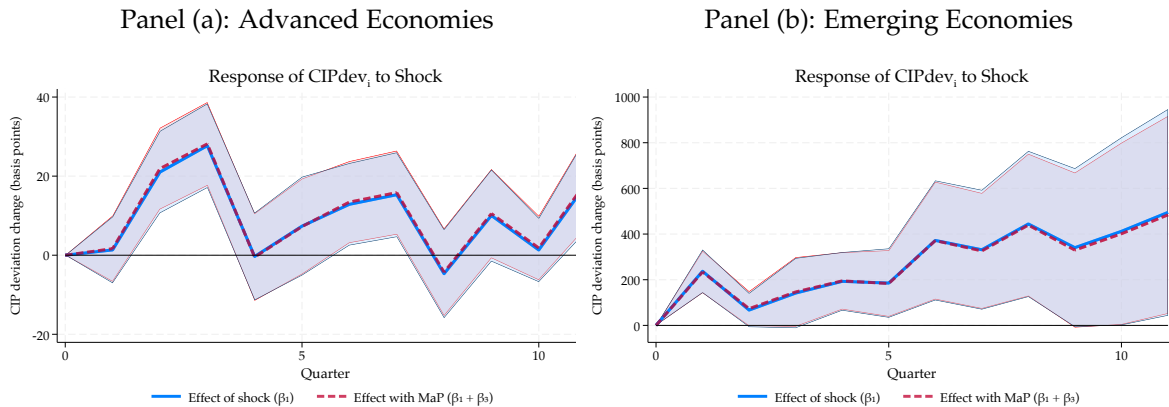 Panel (a): Advanced Economies
Response of CIPdevᵢ to Shock
CIP deviation change (basis points)
40
20
0
-20
0
5
10
Quarter
Effect of shock (β₁)
Effect with MaP (β₁ + β₃)
Panel (b): Emerging Economies
Response of CIPdevᵢ to Shock
CIP deviation change (basis points)
1000
800
600
400
200
0
0
5
10
Quarter
Effect of shock (β₁)
Effect with MaP (β₁ + β₃)